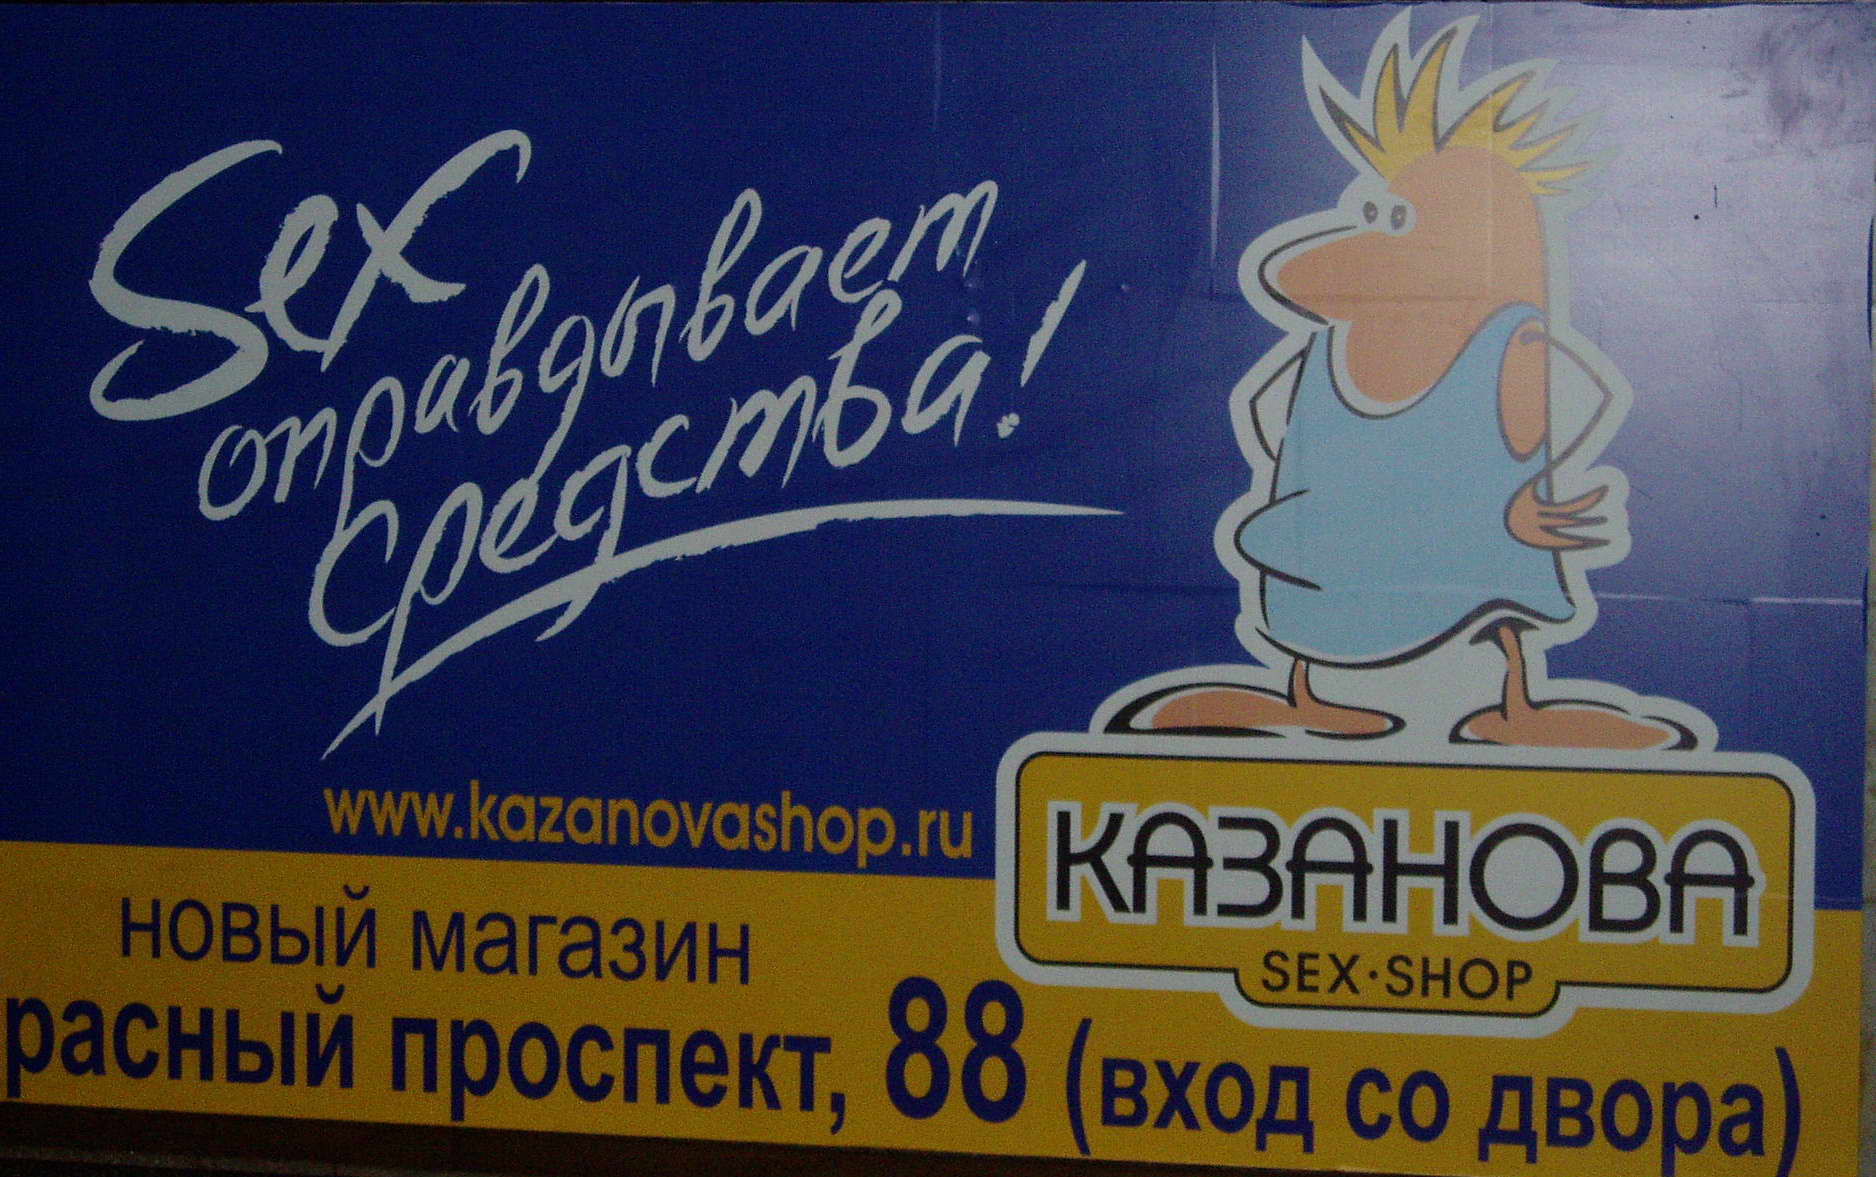 Sex
оправдывает
средства!
www.kazanovashop.ru
КАЗАНОВА
SEX·SHOP
новый магазин
расный проспект, 88 (вход со двора)